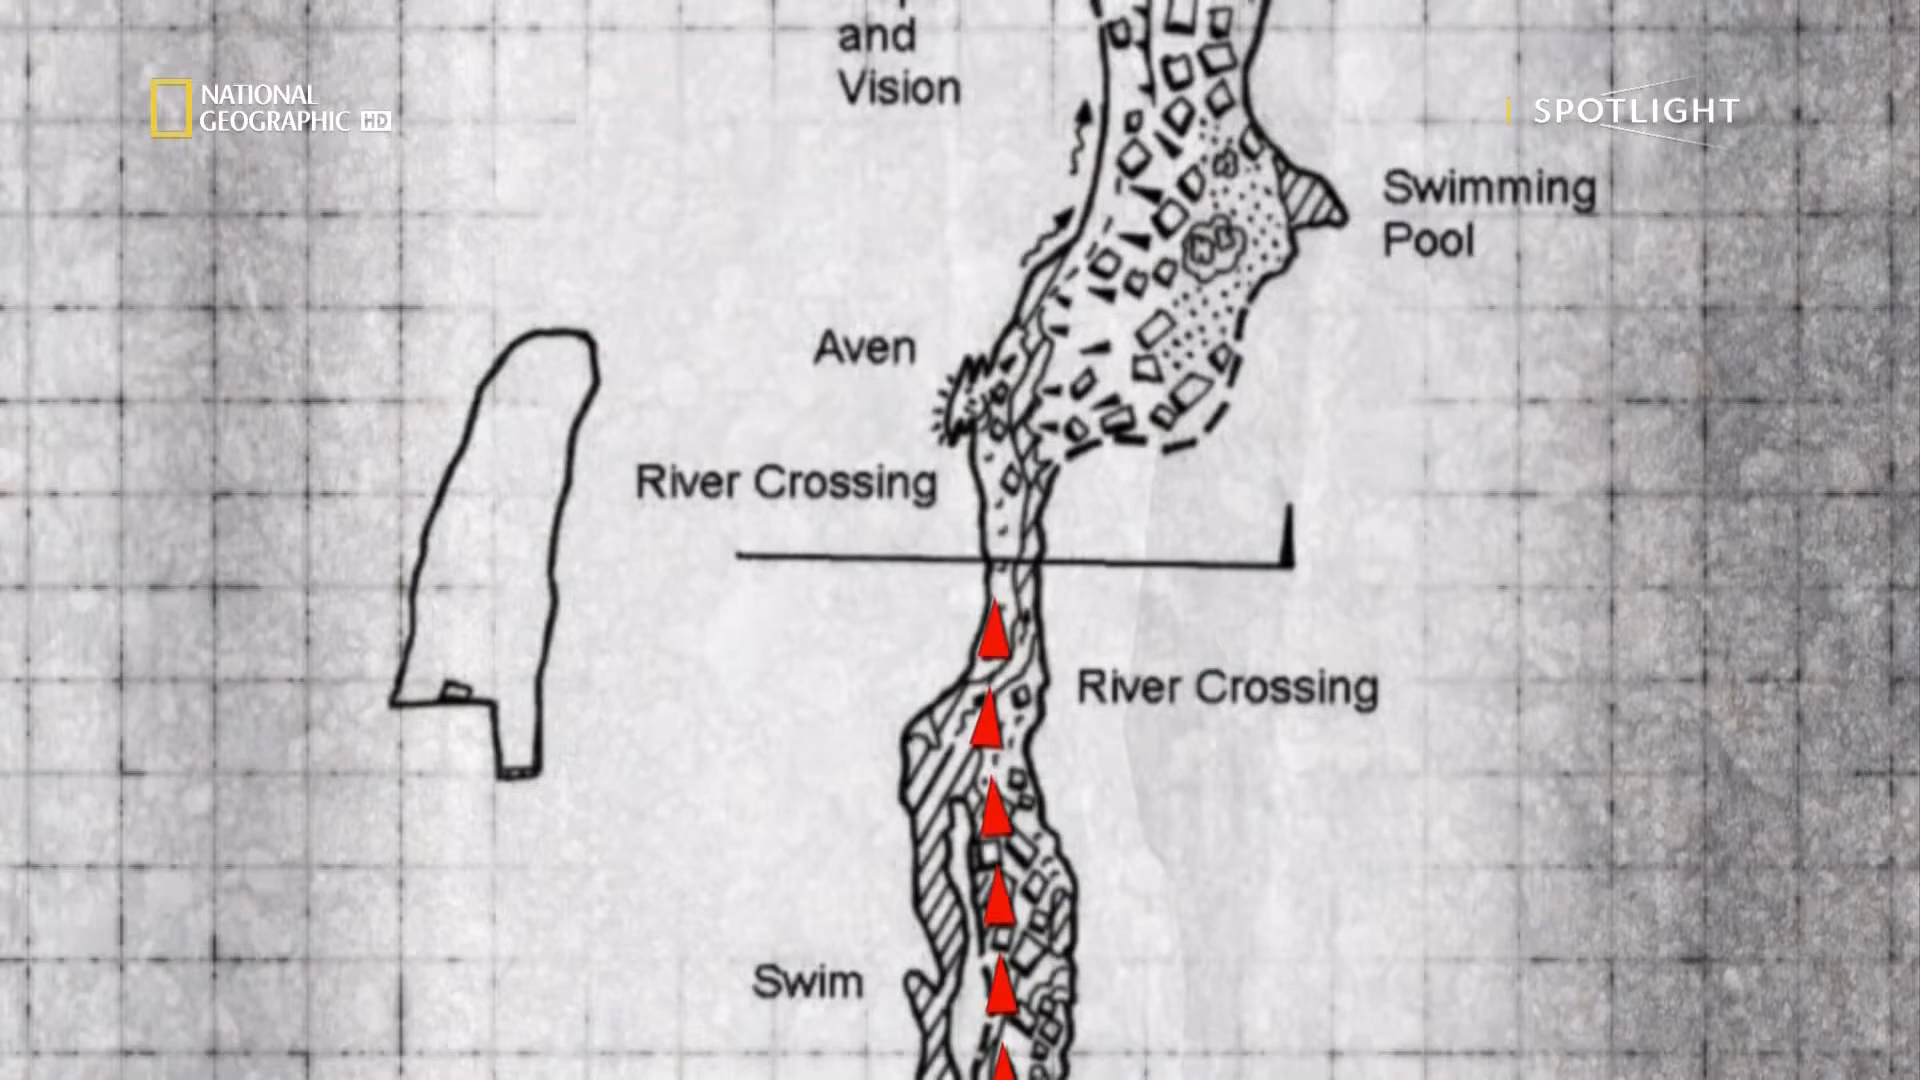 and
Vision
NATIONAL
GEOGRAPHIC HD
SPOTLIGHT
Swimming
Pool
Aven
River Crossing
River Crossing
Swim